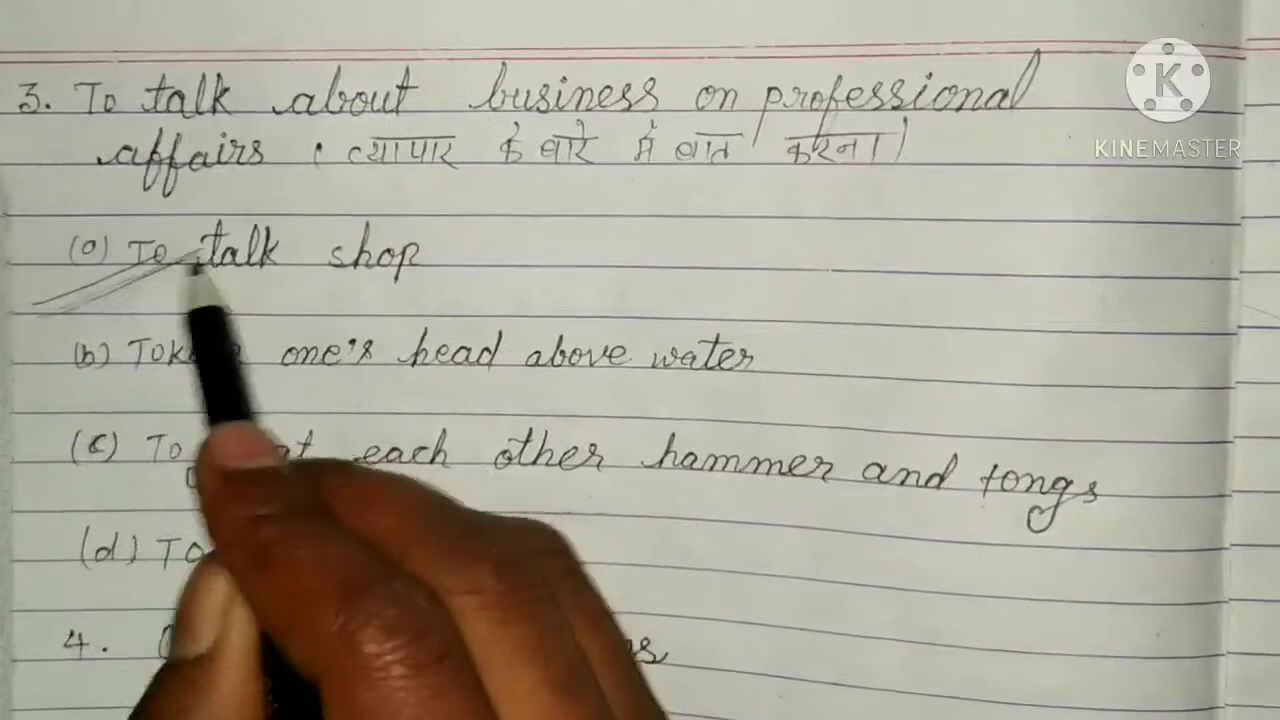 3. To talk about business on professional
affairs : व्यापार के बारे में बात करना।
(a) To talk shop
(b) To one's head above water
(c) To each other hammer and tongs
(d) To
4.
K
KINEMASTER